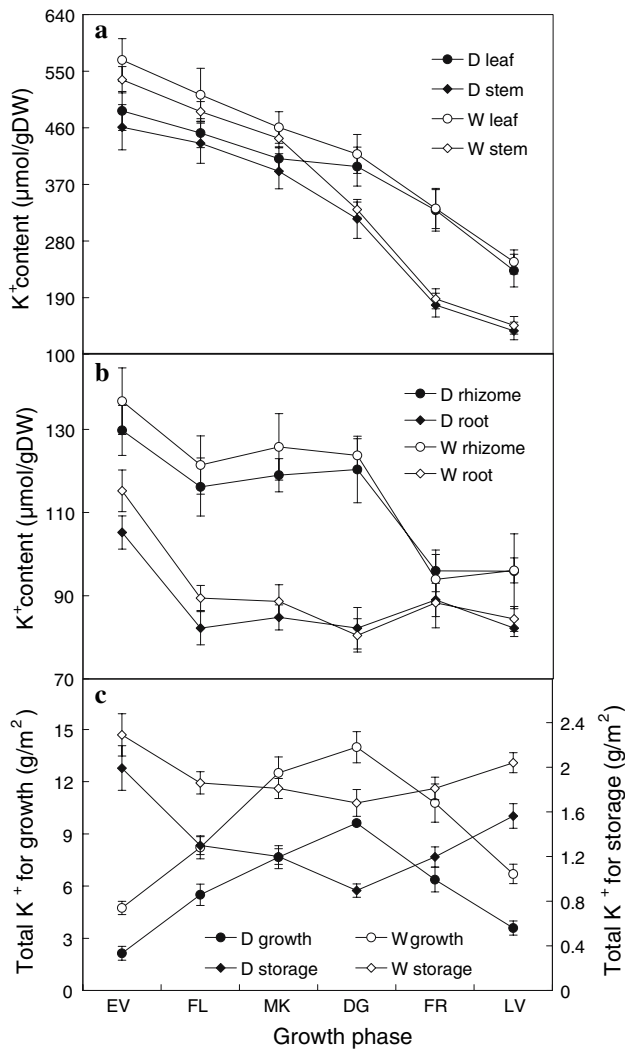 a
640
550
460
370
280
190
100
K+content (μmol/gDW)
D leaf
D stem
W leaf
W stem
b
130
110
90
70
K+content (μmol/gDW)
D rhizome
D root
W rhizome
W root
c
15
12
9
6
3
0
Total K + for growth (g/m2)
2.4
2
1.6
1.2
0.8
0.4
0
Total K + for storage (g/m2)
D growth
W growth
D storage
W storage
EV FL MK DG FR LV
Growth phase